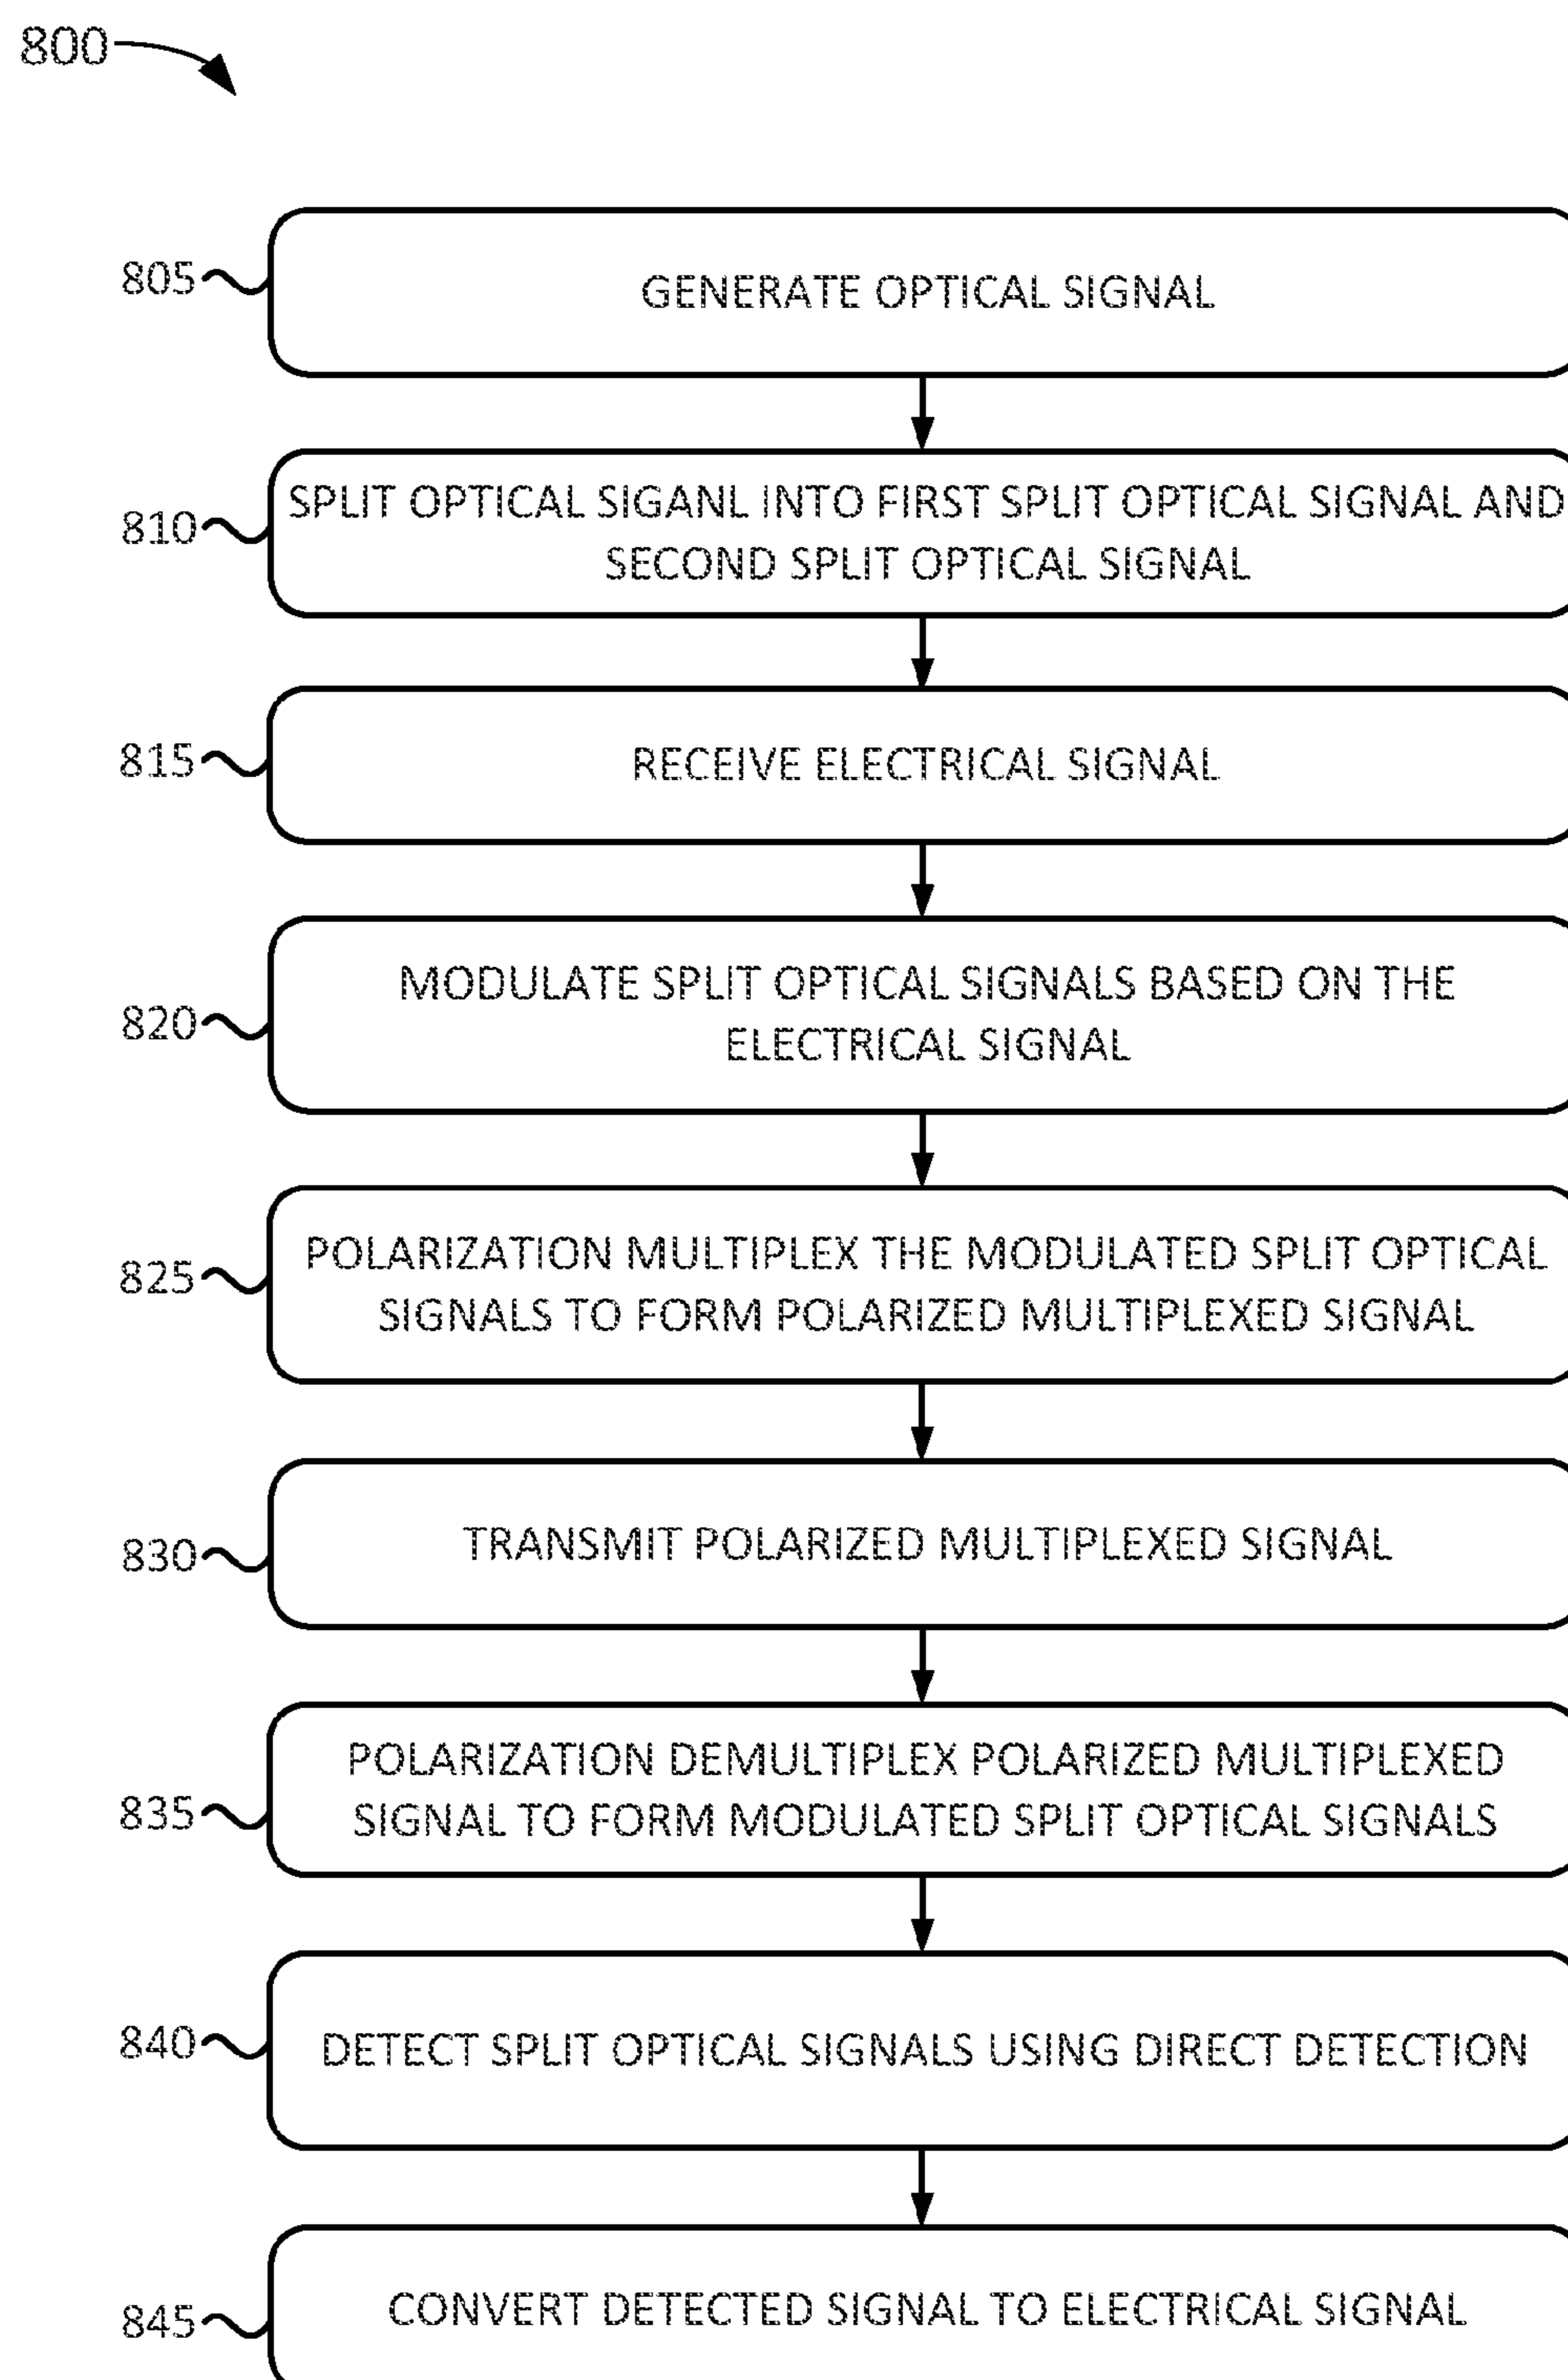 800
805
GENERATE OPTICAL SIGNAL
810
SPLIT OPTICAL SIGANL INTO FIRST SPLIT OPTICAL SIGNAL AND
SECOND SPLIT OPTICAL SIGNAL
815
RECEIVE ELECTRICAL SIGNAL
820
MODULATE SPLIT OPTICAL SIGNALS BASED ON THE
ELECTRICAL SIGNAL
825
POLARIZATION MULTIPLEX THE MODULATED SPLIT OPTICAL
SIGNALS TO FORM POLARIZED MULTIPLEXED SIGNAL
830
TRANSMIT POLARIZED MULTIPLEXED SIGNAL
835
POLARIZATION DEMULTIPLEX POLARIZED MULTIPLEXED
SIGNAL TO FORM MODULATED SPLIT OPTICAL SIGNALS
840
DETECT SPLIT OPTICAL SIGNALS USING DIRECT DETECTION
845
CONVERT DETECTED SIGNAL TO ELECTRICAL SIGNAL